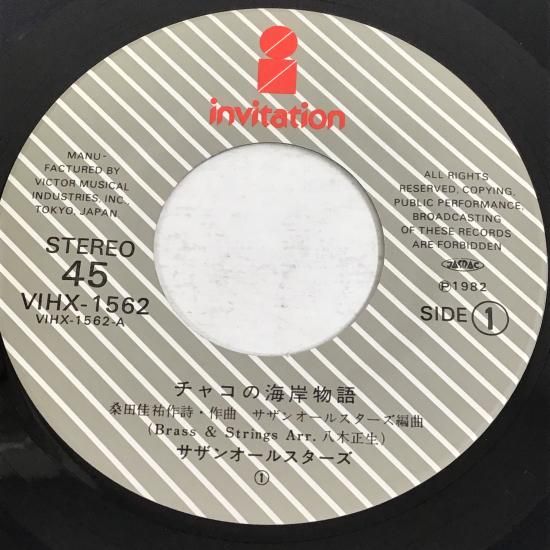 invitation
MANU-
FACTURED BY
VICTOR MUSICAL
INDUSTRIES, INC.,
TOKYO, JAPAN
STEREO
45
VIHX-1562
VIHX-1562-A
ALL RIGHTS
RESERVED, COPYING,
PUBLIC PERFORMANCE,
BROADCASTING
OF THESE RECORDS
ARE FORBIDDEN
JASRAC
Ⓟ1982
SIDE ①
チャコの海岸物語
桑田佳祐作詩・作曲 サザンオールスターズ編曲
(Brass & Strings Arr. 八木正生)
サザンオールスターズ
①